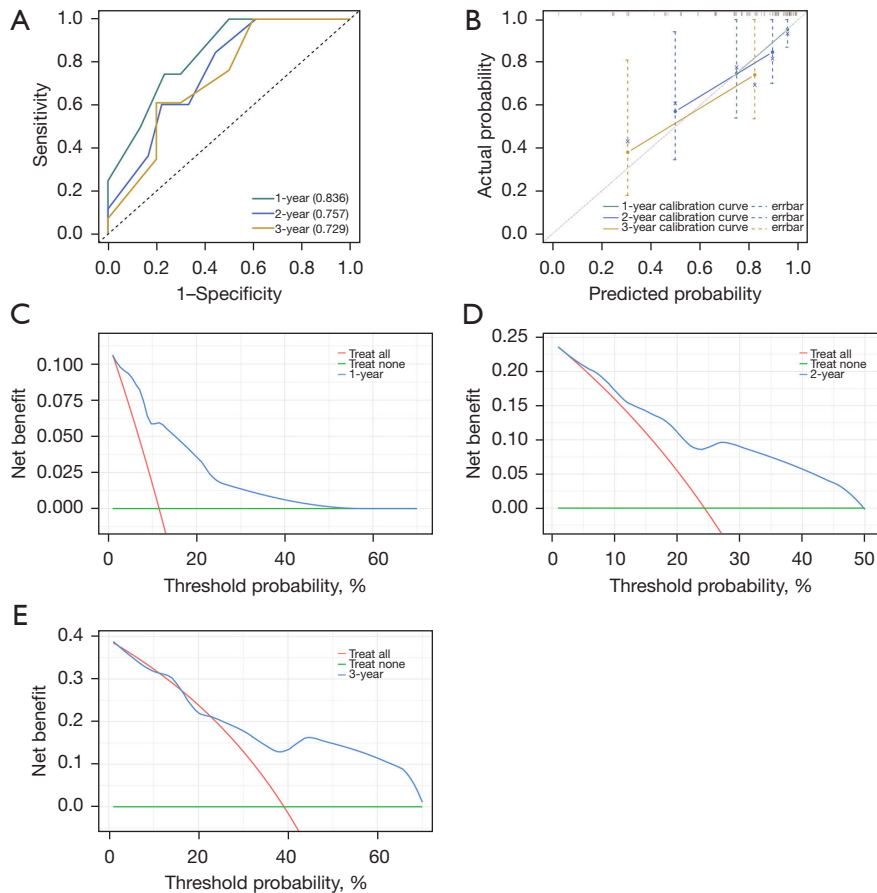 A
1.0
0.8
0.6
0.4
0.2
0.0
Sensitivity
1-year (0.836)
2-year (0.757)
3-year (0.729)
0.0 0.2 0.4 0.6 0.8 1.0
1–Specificity
B
1.0
0.8
0.6
0.4
0.2
0.0
Actual probability
1-year calibration curve errbar
2-year calibration curve errbar
3-year calibration curve errbar
0.0 0.2 0.4 0.6 0.8 1.0
Predicted probability
C
0.100
0.075
0.050
0.025
0.000
Net benefit
Treat all
Treat none
1-year
0 20 40 60
Threshold probability, %
D
0.25
0.20
0.15
0.10
0.05
0.00
Net benefit
Treat all
Treat none
2-year
0 10 20 30 40 50
Threshold probability, %
E
0.4
0.3
0.2
0.1
0.0
Net benefit
Treat all
Treat none
3-year
0 20 40 60
Threshold probability, %